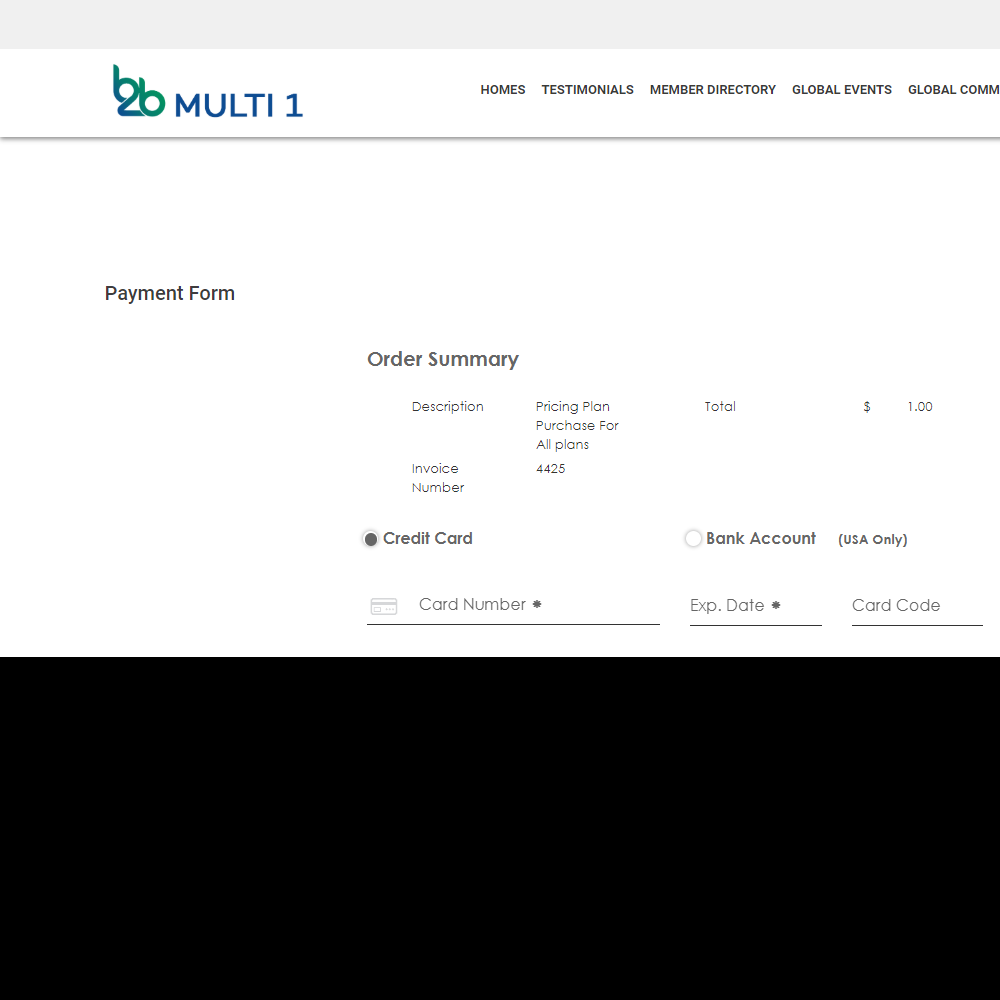 b2b MULTI 1
HOMES TESTIMONIALS MEMBER DIRECTORY GLOBAL EVENTS GLOBAL COMM
Payment Form
Order Summary
Description Pricing Plan Total $ 1.00
Purchase For
All plans
Invoice 4425
Number
Credit Card Bank Account (USA Only)
Card Number * Exp. Date * Card Code